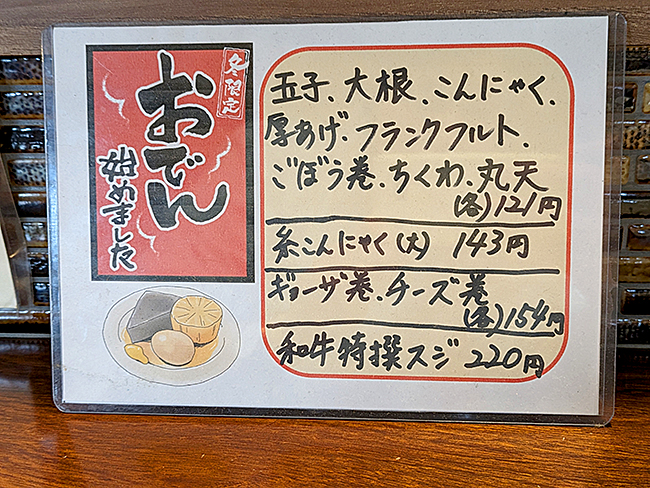 冬限定
おでん
始めました
玉子、大根、こんにゃく、
厚あげ、フランクフルト、
ごぼう巻、ちくわ、丸天
(各)121円
糸こんにゃく(大) 143円
ギョーザ巻、チーズ巻
(各)154円
和牛特撰スジ 220円